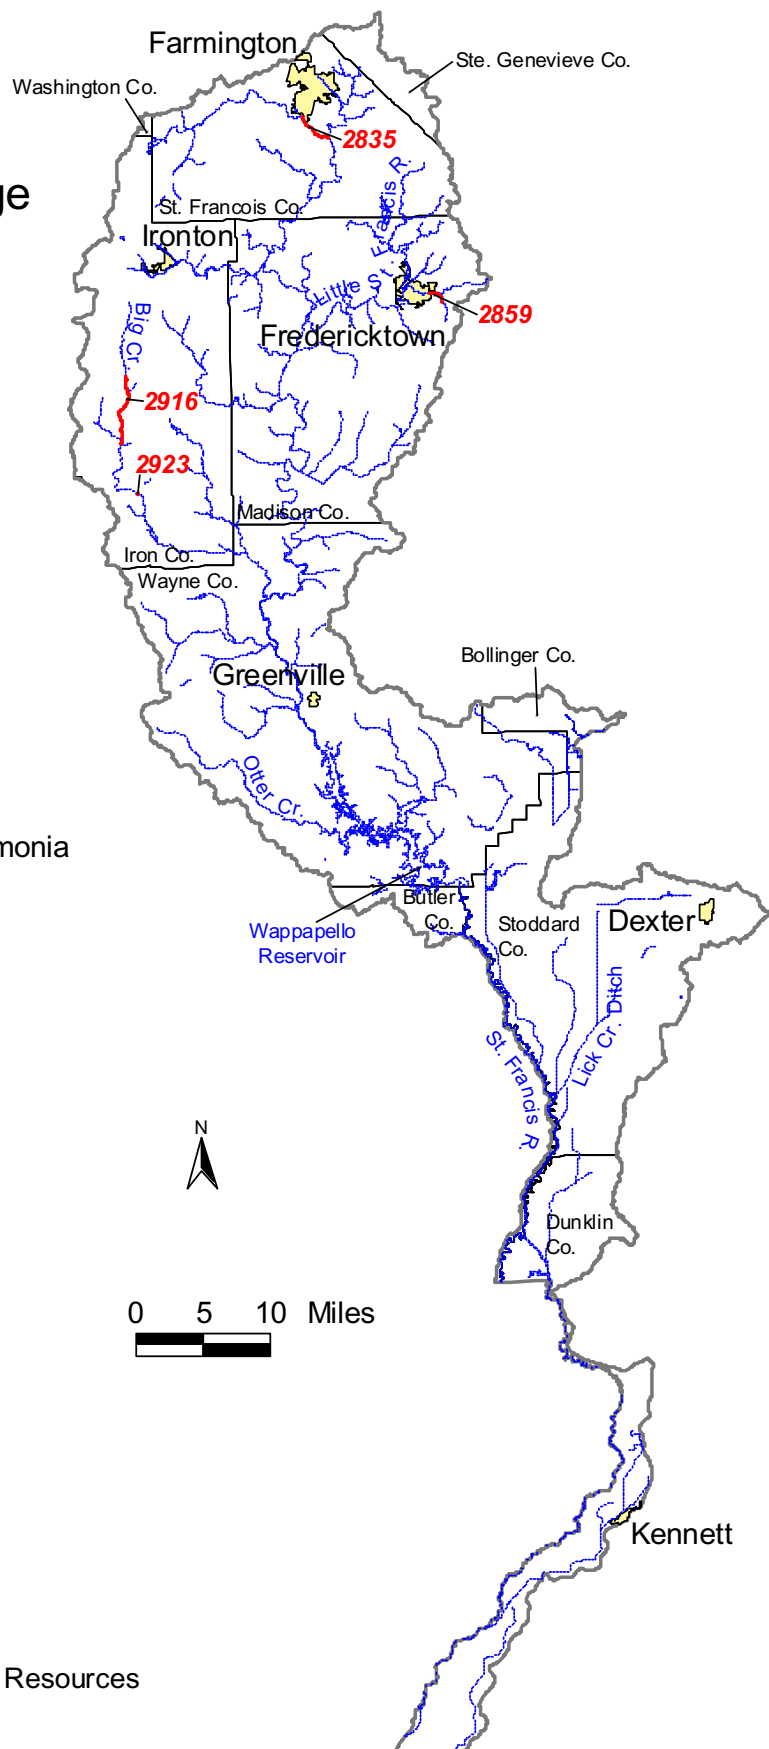 Farmington
Ste. Genevieve Co.
Washington Co.
2835
ge
St. Francois Co.
Ironton
Little St. Francis R.
2859
Fredericktown
Big Cr.
2916
2923
Madison Co.
Iron Co.
Wayne Co.
Bollinger Co.
Greenville
Otter Cr.
monia
Butler
Co.
Stoddard
Co.
Dexter
Wappapello
Reservoir
Lick Cr. Ditch
St. Francis R.
N
Dunklin
Co.
0 5 10 Miles
Kennett
Resources